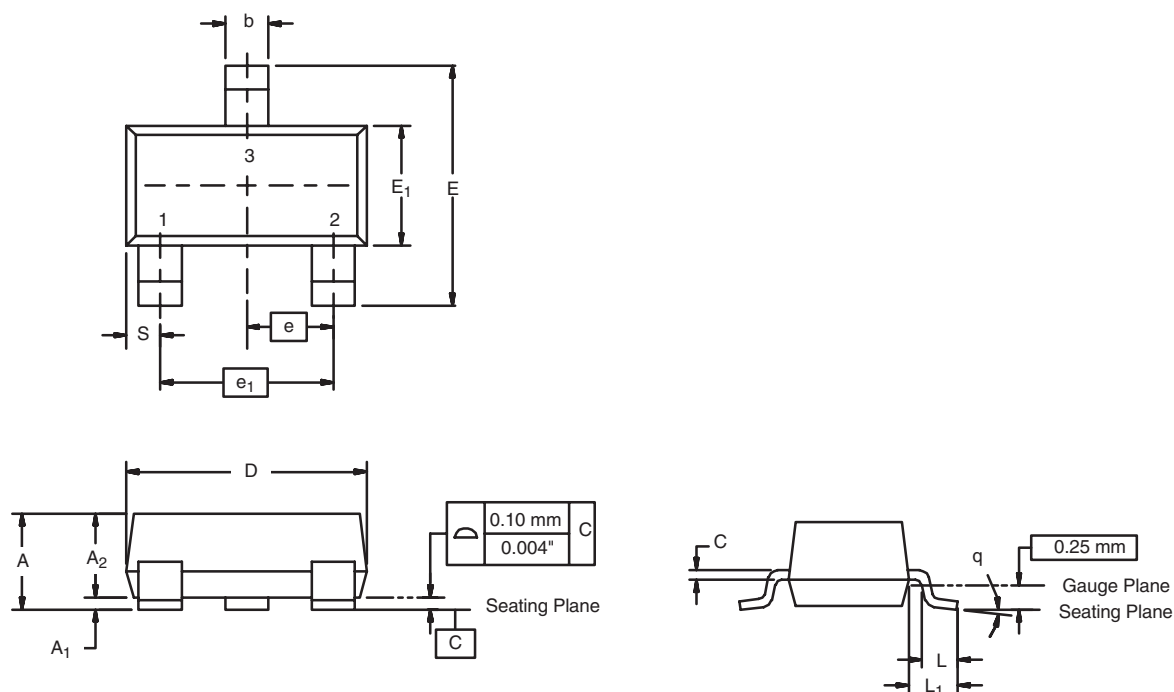 b
3
E₁
E
1
2
S
e
e₁
D
A
A₂
A₁
0.10 mm
0.004"
C
Seating Plane
C
C
q
0.25 mm
Gauge Plane
Seating Plane
L
L₁